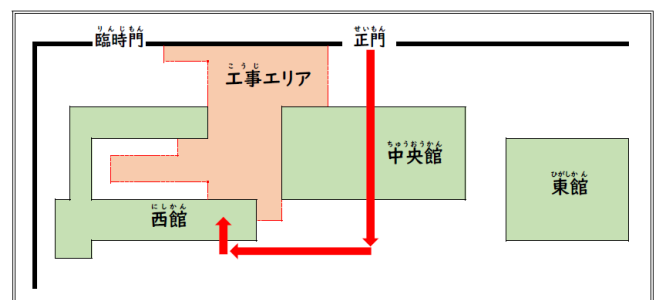 りんじもん
臨時門
せいもん
正門
こうじ
工事エリア
ちゅうおうかん
中央館
ひがしかん
東館
にしかん
西館